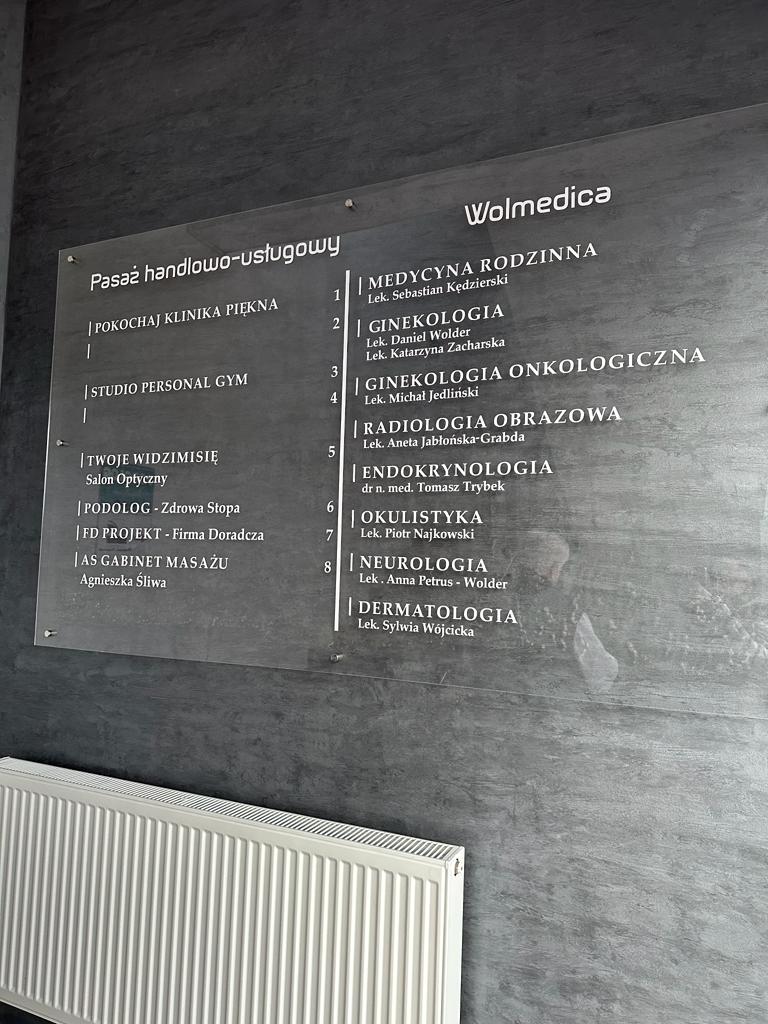 Pasaż handlowo-usługowy
POKOCHAJ KLINIKA PIĘKNA 1
2
STUDIO PERSONAL GYM 3
4
TWOJE WIDZIMISIĘ 5
Salon Optyczny
PODOLOG - Zdrowa Stopa 6
FD PROJEKT - Firma Doradcza 7
AS GABINET MASAŻU 8
Agnieszka Śliwa
Wolmedica
MEDYCYNA RODZINNA
Lek. Sebastian Kędzierski
GINEKOLOGIA
Lek. Daniel Wolder
Lek. Katarzyna Zacharska
GINEKOLOGIA ONKOLOGICZNA
Lek. Michał Jedliński
RADIOLOGIA OBRAZOWA
Lek. Aneta Jabłońska-Grabda
ENDOKRYNOLOGIA
dr n. med. Tomasz Trybek
OKULISTYKA
Lek. Piotr Najkowski
NEUROLOGIA
Lek . Anna Petrus - Wolder
DERMATOLOGIA
Lek. Sylwia Wójcicka